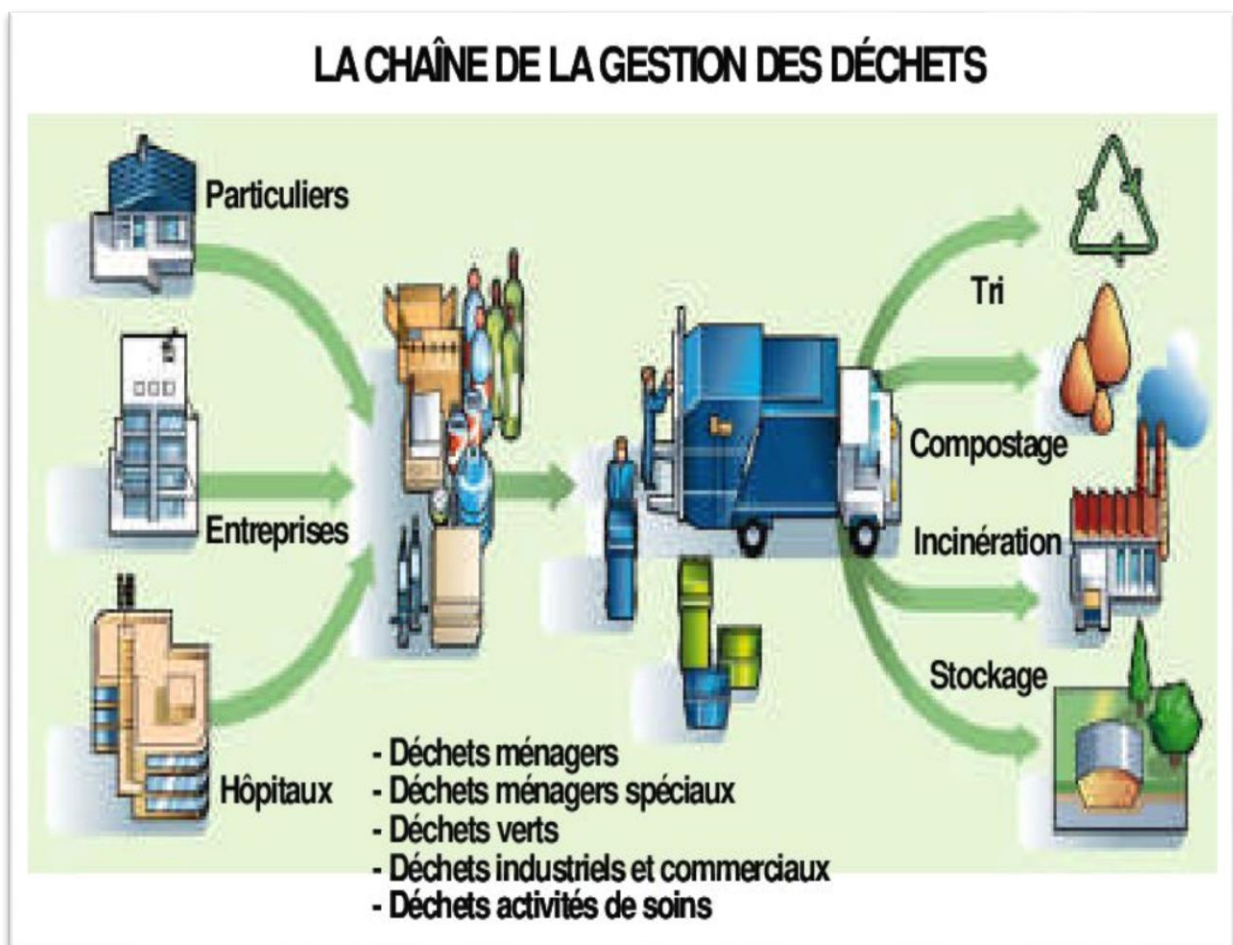 LA CHAÎNE DE LA GESTION DES DÉCHETS
Particuliers
Entreprises
Hôpitaux
- Déchets ménagers
- Déchets ménagers spéciaux
- Déchets verts
- Déchets industriels et commerciaux
- Déchets activités de soins
Tri
Compostage
Incinération
Stockage